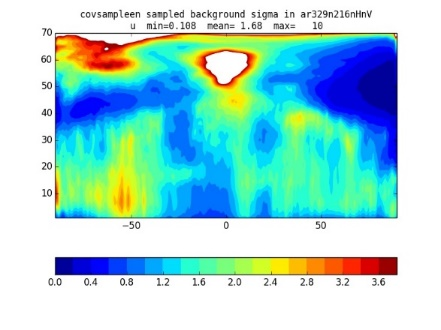 covsampleen sampled background sigma in ar329n216nHnV
u min=0.108 mean= 1.68 max= 10
70
60
50
40
30
20
10
−50 0 50
0.0 0.4 0.8 1.2 1.6 2.0 2.4 2.8 3.2 3.6